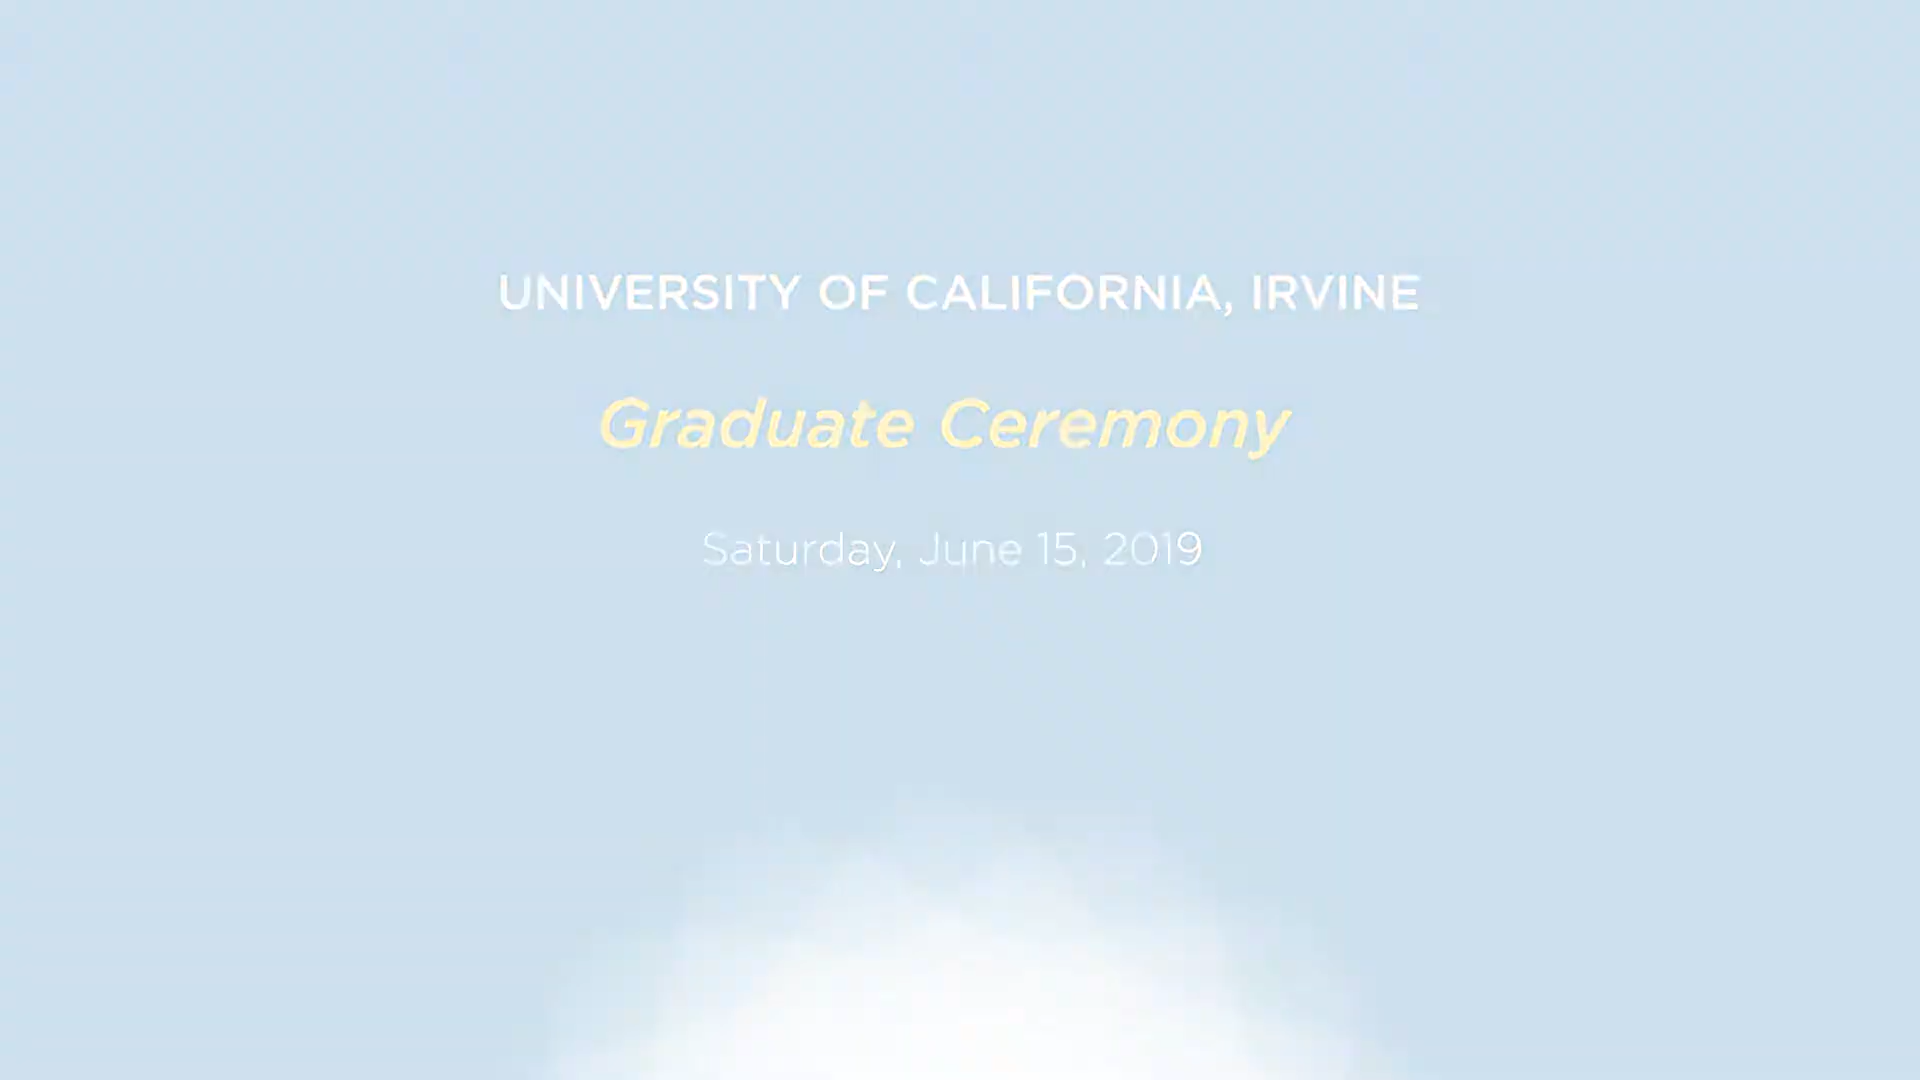 UNIVERSITY OF CALIFORNIA, IRVINE
Graduate Ceremony
Saturday, June 15, 2019